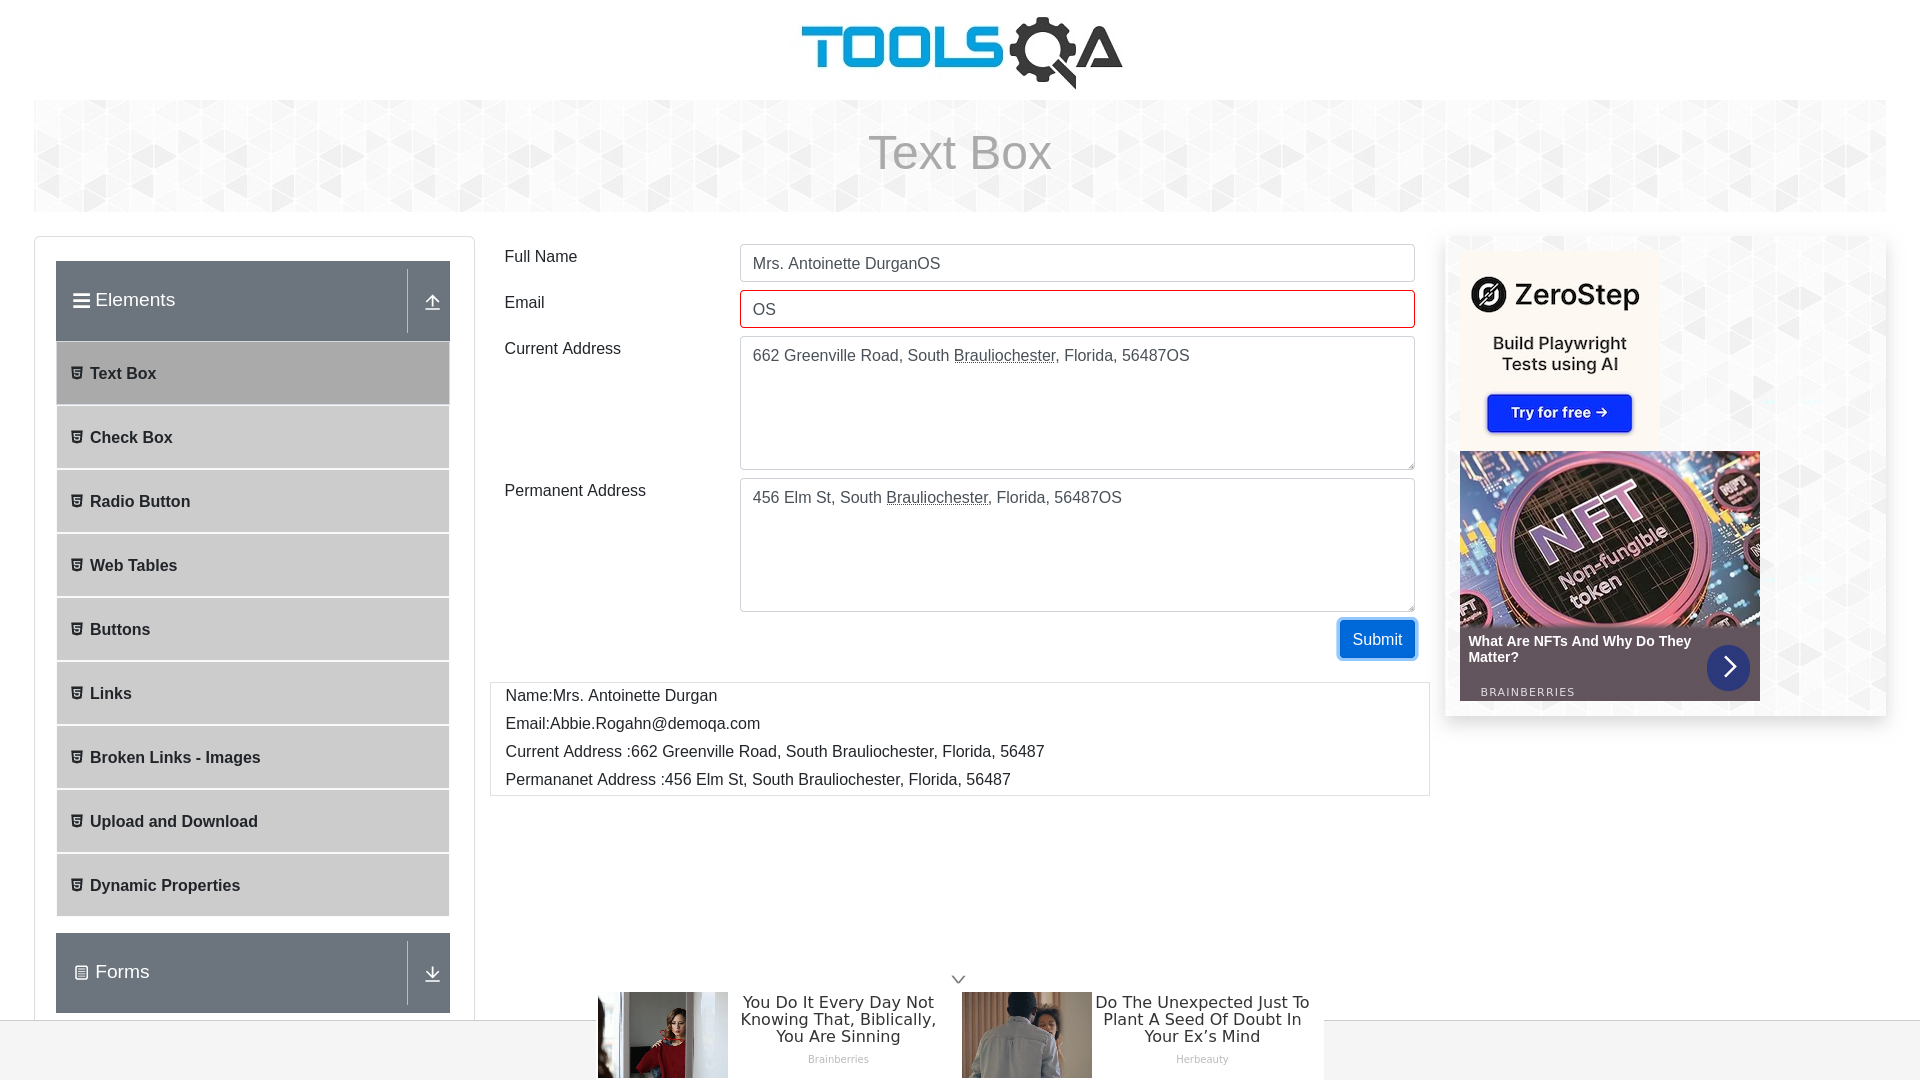 TOOLSQA
Text Box
Elements
Text Box
Check Box
Radio Button
Web Tables
Buttons
Links
Broken Links - Images
Upload and Download
Dynamic Properties
Forms
Full Name
Mrs. Antoinette DurganOS
Email
OS
Current Address
662 Greenville Road, South Brauliochester, Florida, 56487OS
Permanent Address
456 Elm St, South Brauliochester, Florida, 56487OS
Submit
Name:Mrs. Antoinette Durgan
Email:Abbie.Rogahn@demoqa.com
Current Address :662 Greenville Road, South Brauliochester, Florida, 56487
Permananet Address :456 Elm St, South Brauliochester, Florida, 56487
ZeroStep
Build Playwright
Tests using AI
Try for free →
NFT
Non-fungible
token
NFT
NFT
What Are NFTs And Why Do They
Matter?
BRAINBERRIES
You Do It Every Day Not
Knowing That, Biblically,
You Are Sinning
Brainberries
Do The Unexpected Just To
Plant A Seed Of Doubt In
Your Ex’s Mind
Herbeauty